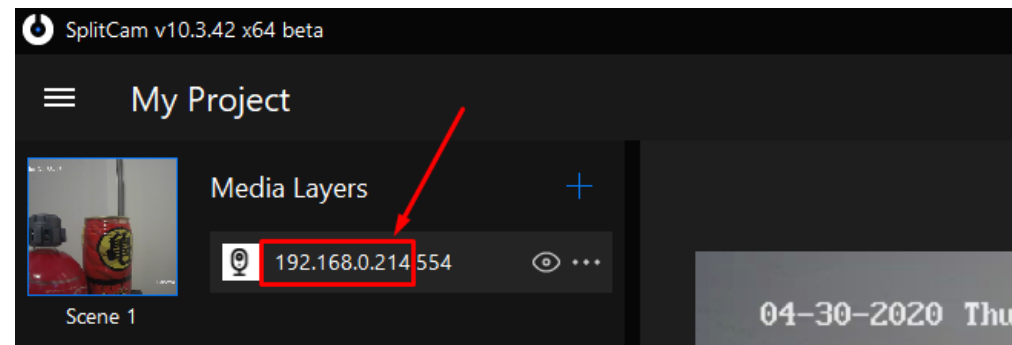 SplitCam v10.3.42 x64 beta
My Project
Media Layers
192.168.0.214 554
Scene 1
04-30-2020 Thu